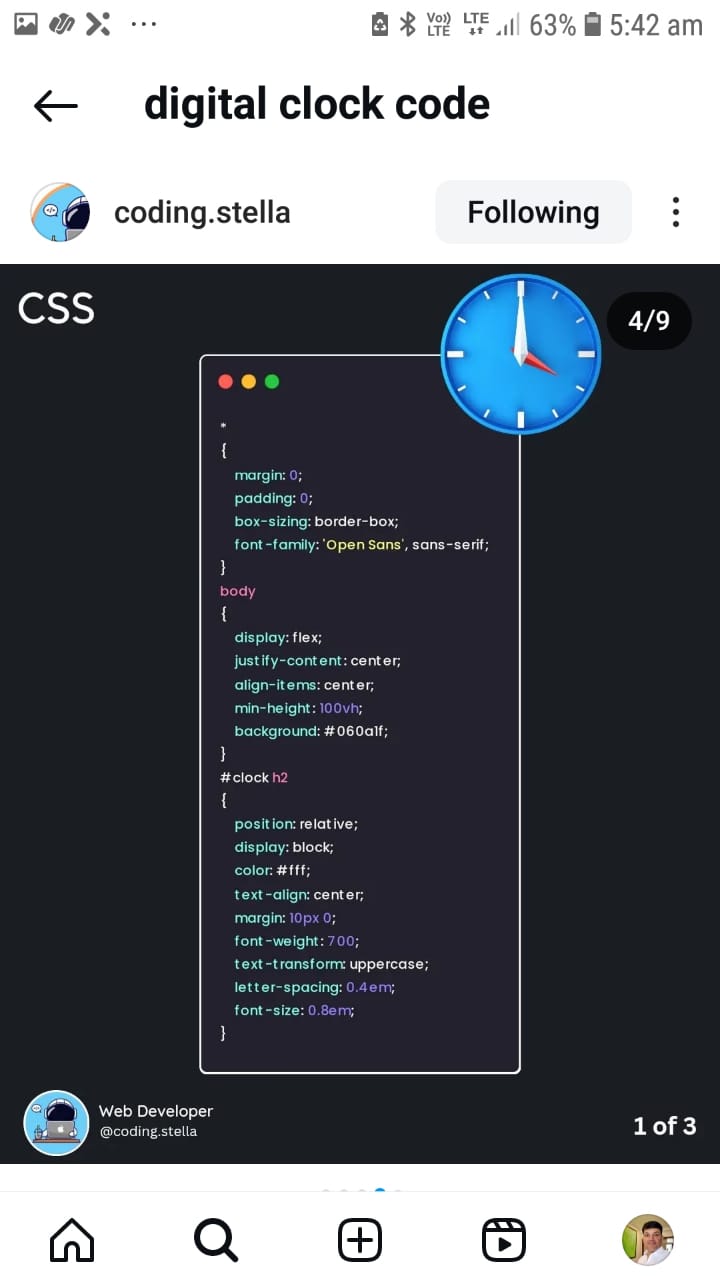 Vo))
LTE
LTE
63%
5:42 am
digital clock code
coding.stella
Following
CSS
4/9
*
{
margin: 0;
padding: 0;
box-sizing: border-box;
font-family: 'Open Sans', sans-serif;
}
body
{
display: flex;
justify-content: center;
align-items: center;
min-height: 100vh;
background: #060a1f;
}
#clock h2
{
position: relative;
display: block;
color: #fff;
text-align: center;
margin: 10px 0;
font-weight: 700;
text-transform: uppercase;
letter-spacing: 0.4em;
font-size: 0.8em;
}
Web Developer
@coding.stella
1 of 3